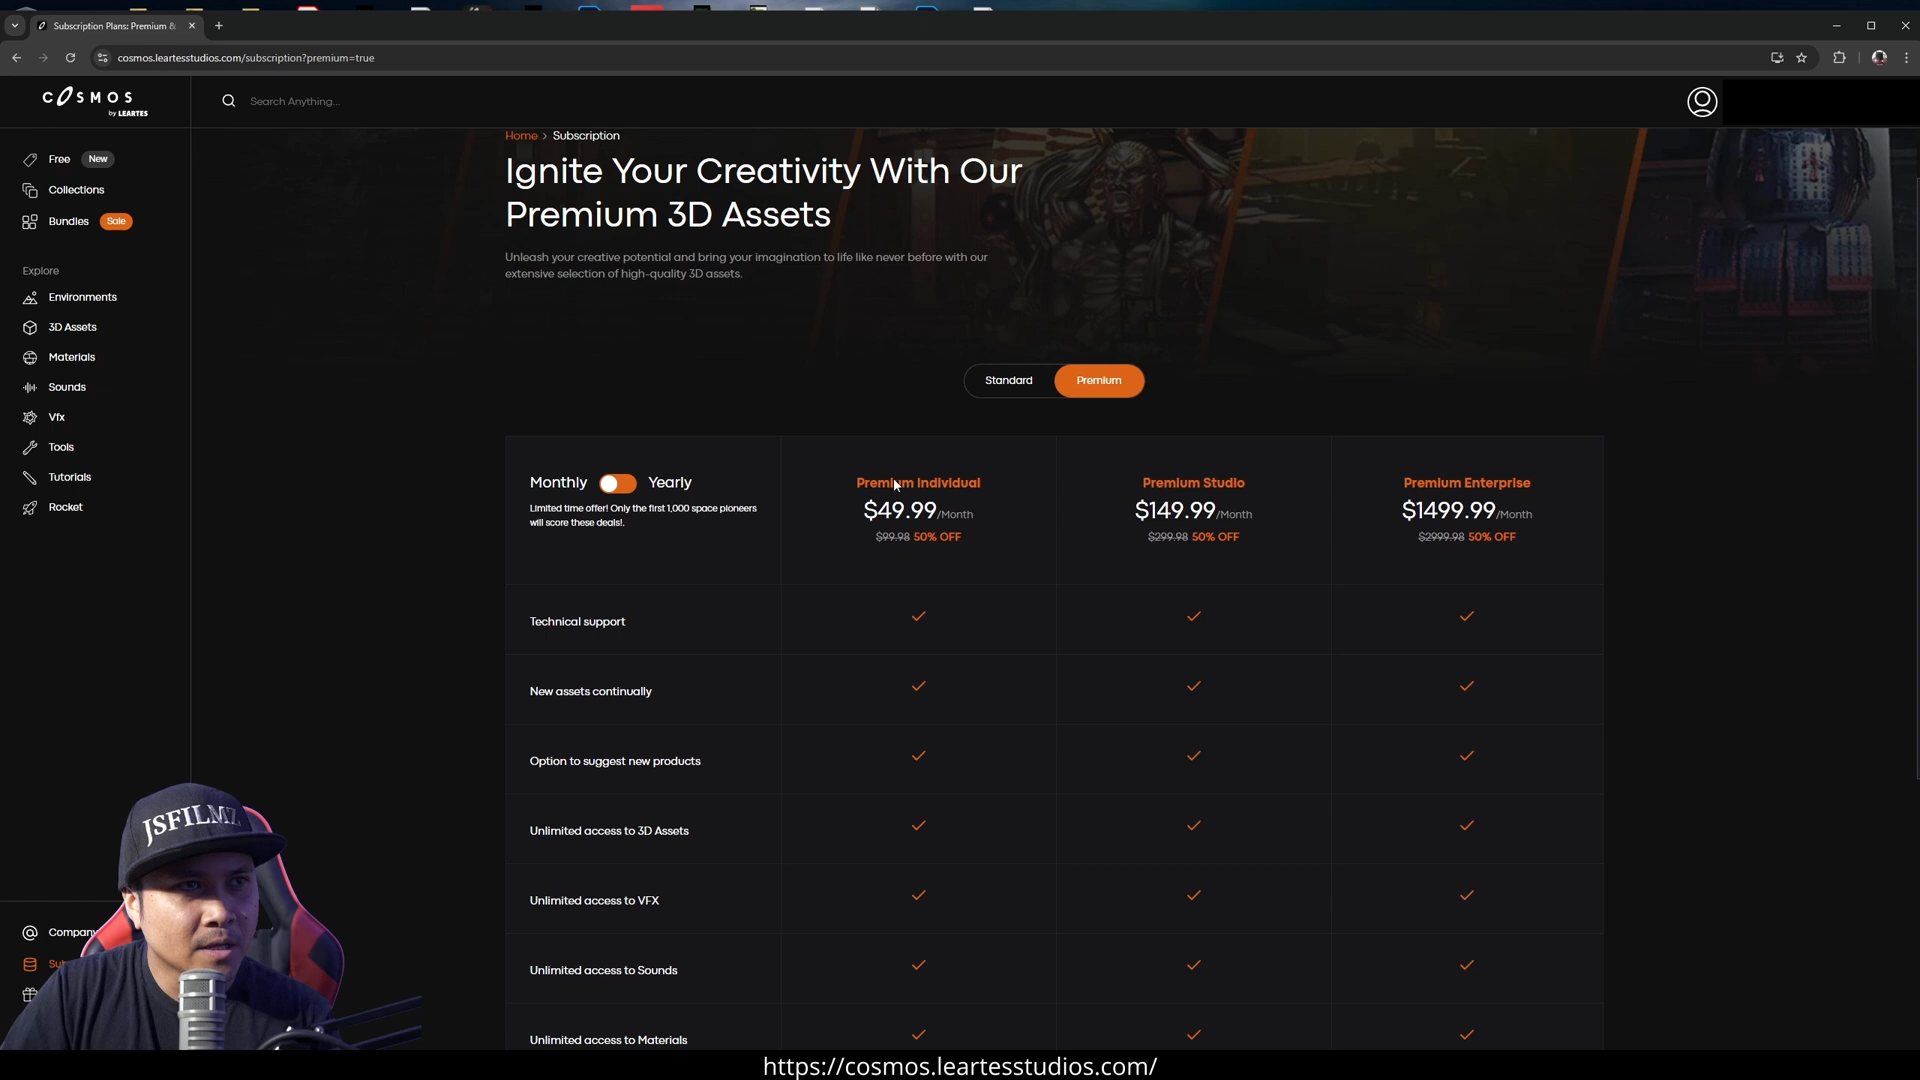 Subscription Plans: Premium &
cosmos.leartesstudios.com/subscription?premium=true
COSMOS
by LEARTES
Search Anything...
Free New
Collections
Bundles Sale
Explore
Environments
3D Assets
Materials
Sounds
Vfx
Tools
Tutorials
Rocket
Company
Su
Home > Subscription
Ignite Your Creativity With Our
Premium 3D Assets
Unleash your creative potential and bring your imagination to life like never before with our
extensive selection of high-quality 3D assets.
Standard Premium
Monthly Yearly
Limited time offer! Only the first 1,000 space pioneers
will score these deals!.
Premium Individual
$49.99/Month
$99.98 50% OFF
Premium Studio
$149.99/Month
$299.98 50% OFF
Premium Enterprise
$1499.99/Month
$2999.98 50% OFF
Technical support
New assets continually
Option to suggest new products
Unlimited access to 3D Assets
Unlimited access to VFX
Unlimited access to Sounds
Unlimited access to Materials
JSFILMZ
https://cosmos.leartesstudios.com/